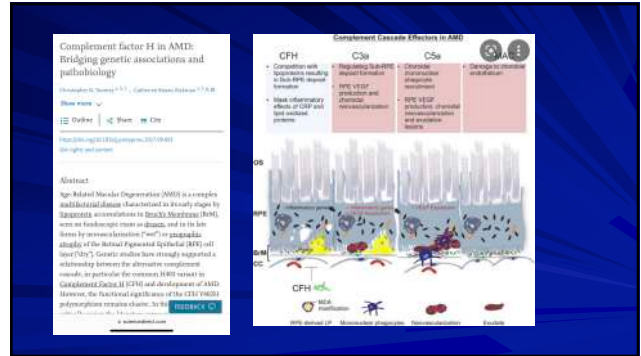 Complement factor H in AMD:
Bridging genetic associations and
pathobiology
Show more
Outline
Share
Cite
Get rights and content
Abstract
Age-Related Macular Degeneration (AMD) is a complex
multifactorial disease characterized in its early stages by
lipoprotein accumulations in Bruch's Membrane (BrM),
seen on fundoscopic exam as drusen, and in its late
forms by neovascularization ("wet") or geographic
atrophy of the Retinal Pigmented Epithelial (RPE) cell
layer ("dry"). Genetic studies have strongly supported a
relationship between the alternative complement
cascade, in particular the common H402 variant in
Complement Factor H (CFH) and development of AMD.
However, the functional significance of the CFH Y402H
polymorphism remains elusive. In this
FEEDBACK
sciencedirect.com
Complement Cascade Effectors in AMD
CFH
C3a
C5a
MAC
• Competition with
lipoproteins resulting
in Sub-RPE deposit
formation
• Mask inflammatory
effects of CRP and
lipid oxidized
proteins
• Regulating Sub-RPE
deposit formation
• RPE VEGF
production and
choroidal
neovascularization
• Choroidal
mononuclear
phagocyte
recruitment
• RPE VEGF
production, choroidal
neovascularization
and exudative
lesions
• Damage to choroidal
endothelium
OS
RPE
BrM
CC
CFH
MDA
modification
RPE-derived LP
Mononuclear phagocytes
Neovascularization
Exudate